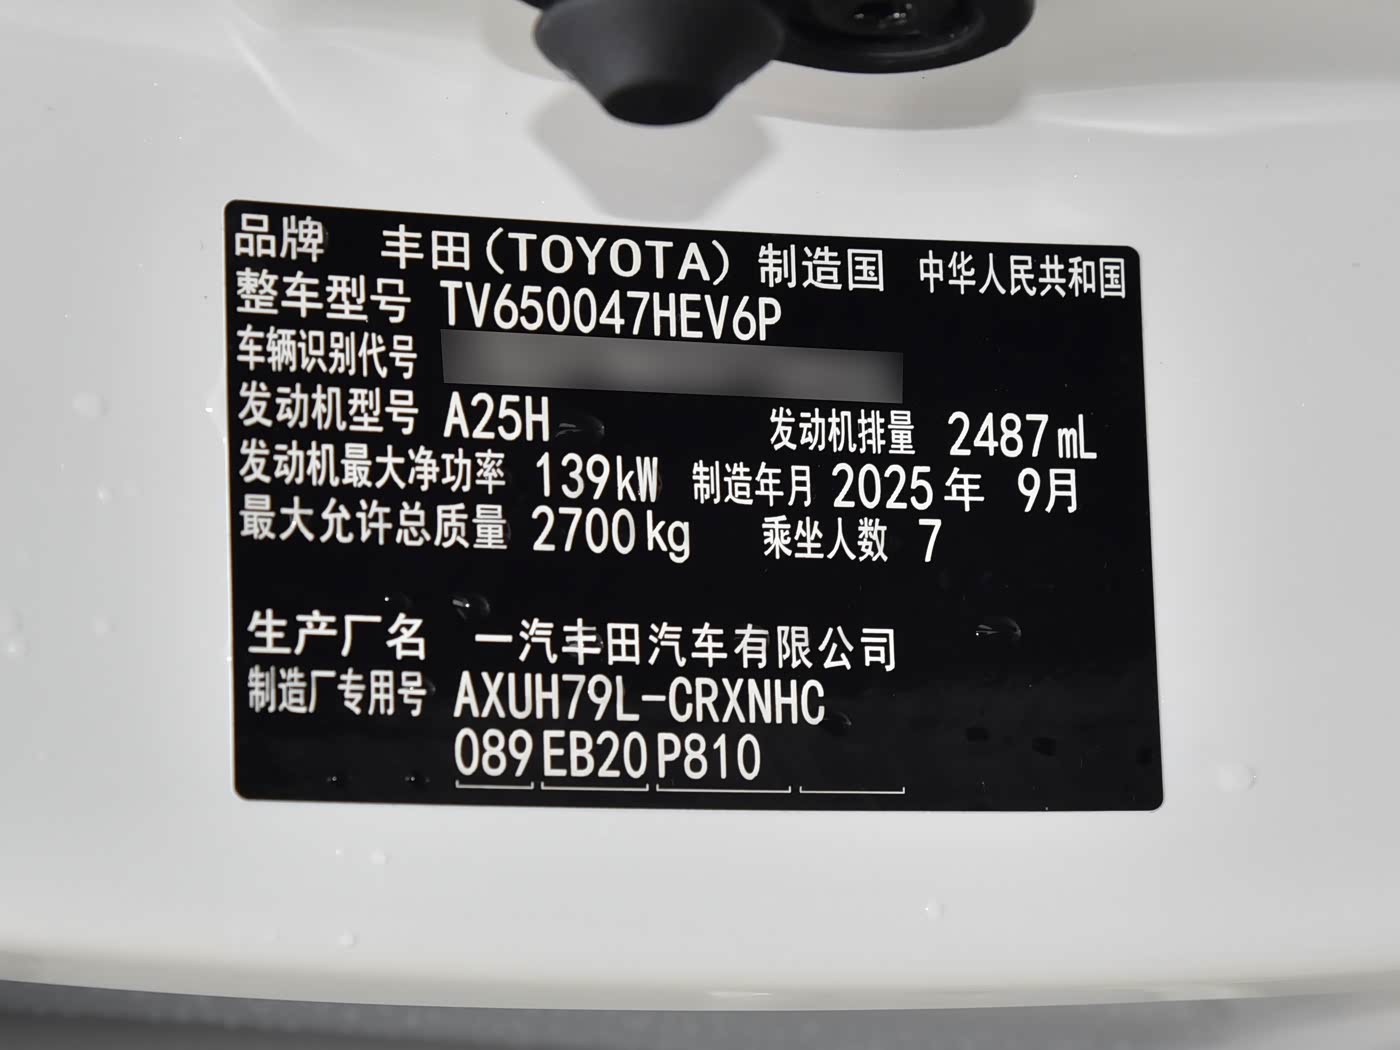 品牌 丰田(TOYOTA) 制造国 中华人民共和国
整车型号 TV650047HEV6P
车辆识别代号
发动机型号 A25H 发动机排量 2487mL
发动机最大净功率 139kW 制造年月 2025年 9月
最大允许总质量 2700kg 乘坐人数 7
生产厂名 一汽丰田汽车有限公司
制造厂专用号 AXUH79L-CRXNHC
089 EB20 P810